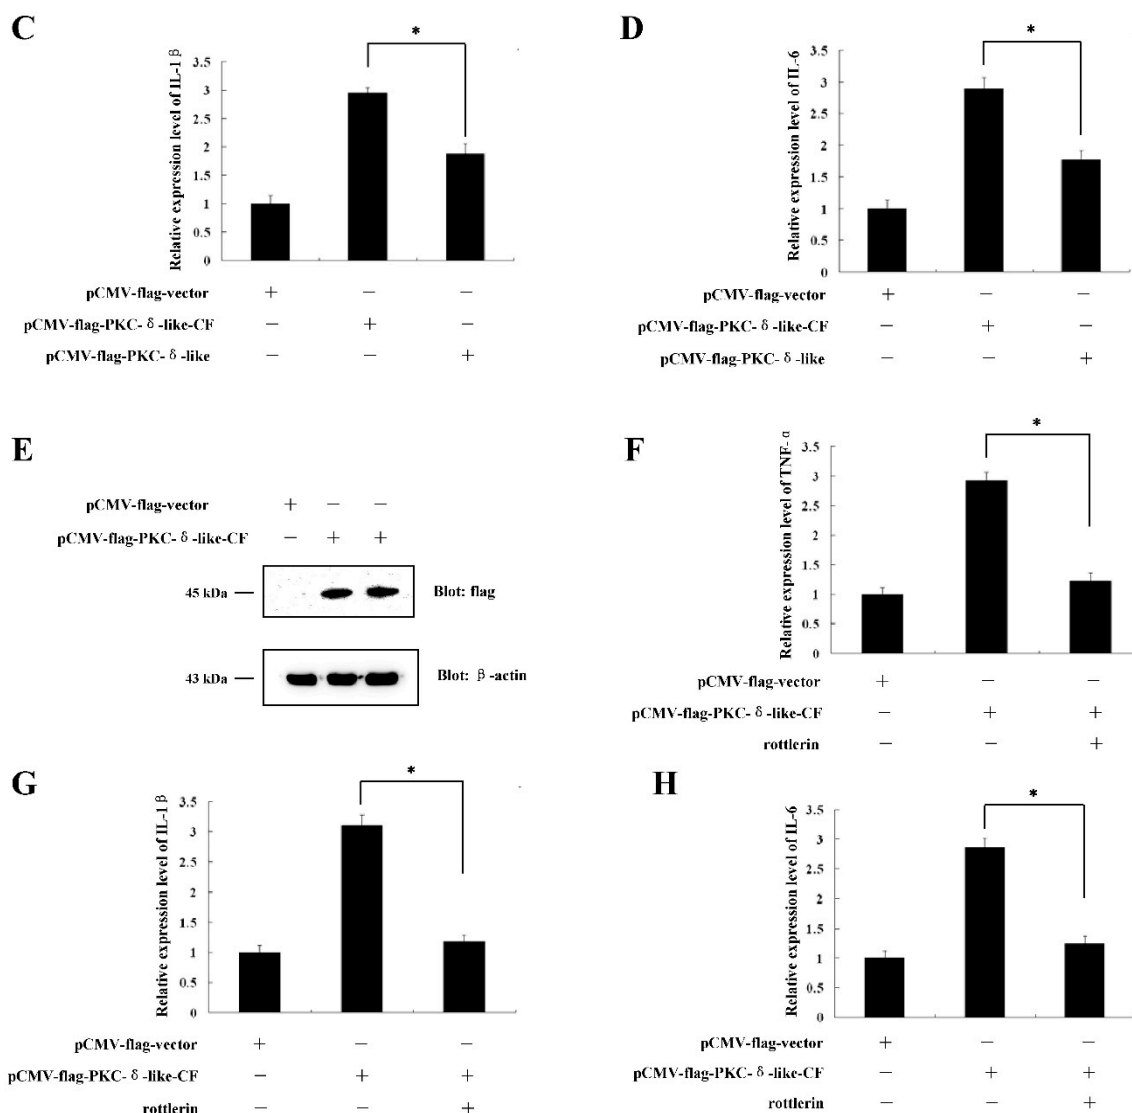 C
*
Relative expression level of IL-1β
3.5
3
2.5
2
1.5
1
0.5
0
pCMV-flag-vector + − −
pCMV-flag-PKC-δ-like-CF − + −
pCMV-flag-PKC-δ-like − − +
D
*
Relative expression level of IL-6
3.5
3
2.5
2
1.5
1
0.5
0
pCMV-flag-vector + − −
pCMV-flag-PKC-δ-like-CF − + −
pCMV-flag-PKC-δ-like − − +
E
pCMV-flag-vector + − −
pCMV-flag-PKC-δ-like-CF − + +
45 kDa Blot: flag
43 kDa Blot: β-actin
F
*
Relative expression level of TNF-α
3.5
3
2.5
2
1.5
1
0.5
0
pCMV-flag-vector + − −
pCMV-flag-PKC-δ-like-CF − + +
rottlerin − − +
G
*
Relative expression level of IL-1β
3.5
3
2.5
2
1.5
1
0.5
0
pCMV-flag-vector + − −
pCMV-flag-PKC-δ-like-CF − + +
rottlerin − − +
H
*
Relative expression level of IL-6
3.5
3
2.5
2
1.5
1
0.5
0
pCMV-flag-vector + − −
pCMV-flag-PKC-δ-like-CF − + +
rottlerin − − +